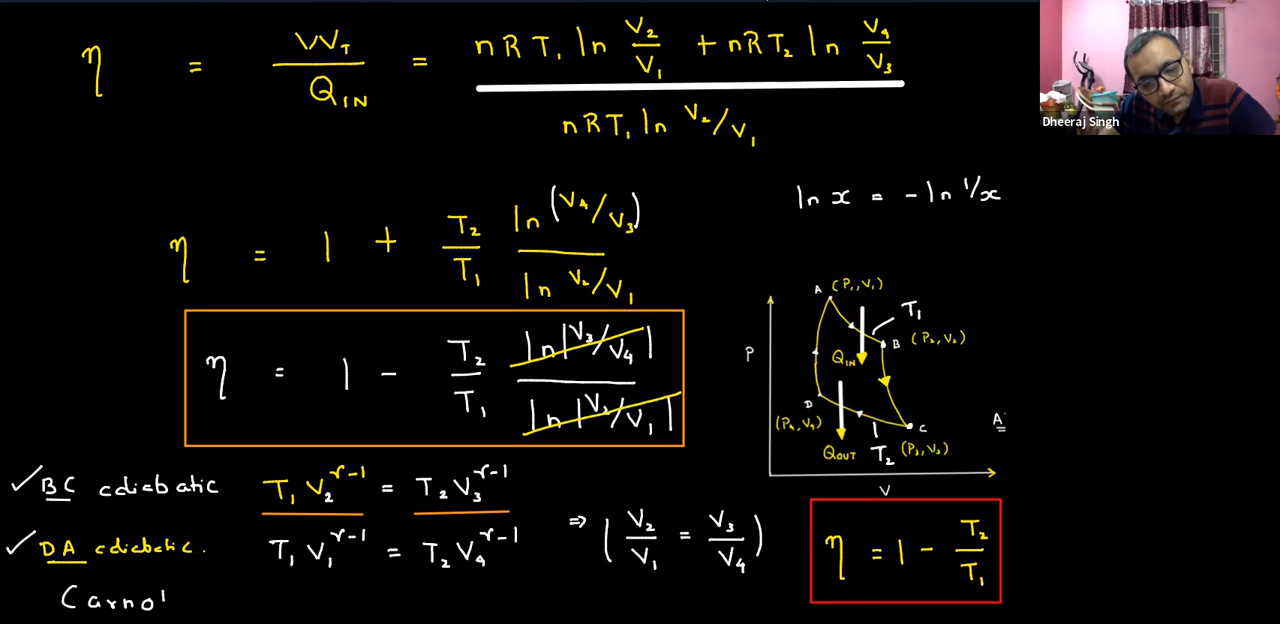 η = W_T / Q_IN = (nRT₁ ln V₂/V₁ + nRT₂ ln V₄/V₃) / (nRT₁ ln V₂/V₁)
Dheeraj Singh
ln x = - ln 1/x
η = 1 + T₂/T₁ ln (V₄/V₃) / ln V₂/V₁
η = 1 - T₂/T₁ ln|V₃/V₄| / ln|V₂/V₁|
A (P₁, V₁)
T₁
P
B (P₂, V₂)
Q_IN
D
(P₄, V₄)
C
A
Q_OUT T₂ (P₃, V₃)
V
BC adiabatic T₁ V₂^γ-1 = T₂ V₃^γ-1
DA adiabatic. T₁ V₁^γ-1 = T₂ V₄^γ-1 ⇒ (V₂/V₁ = V₃/V₄)
η = 1 - T₂/T₁
Carno